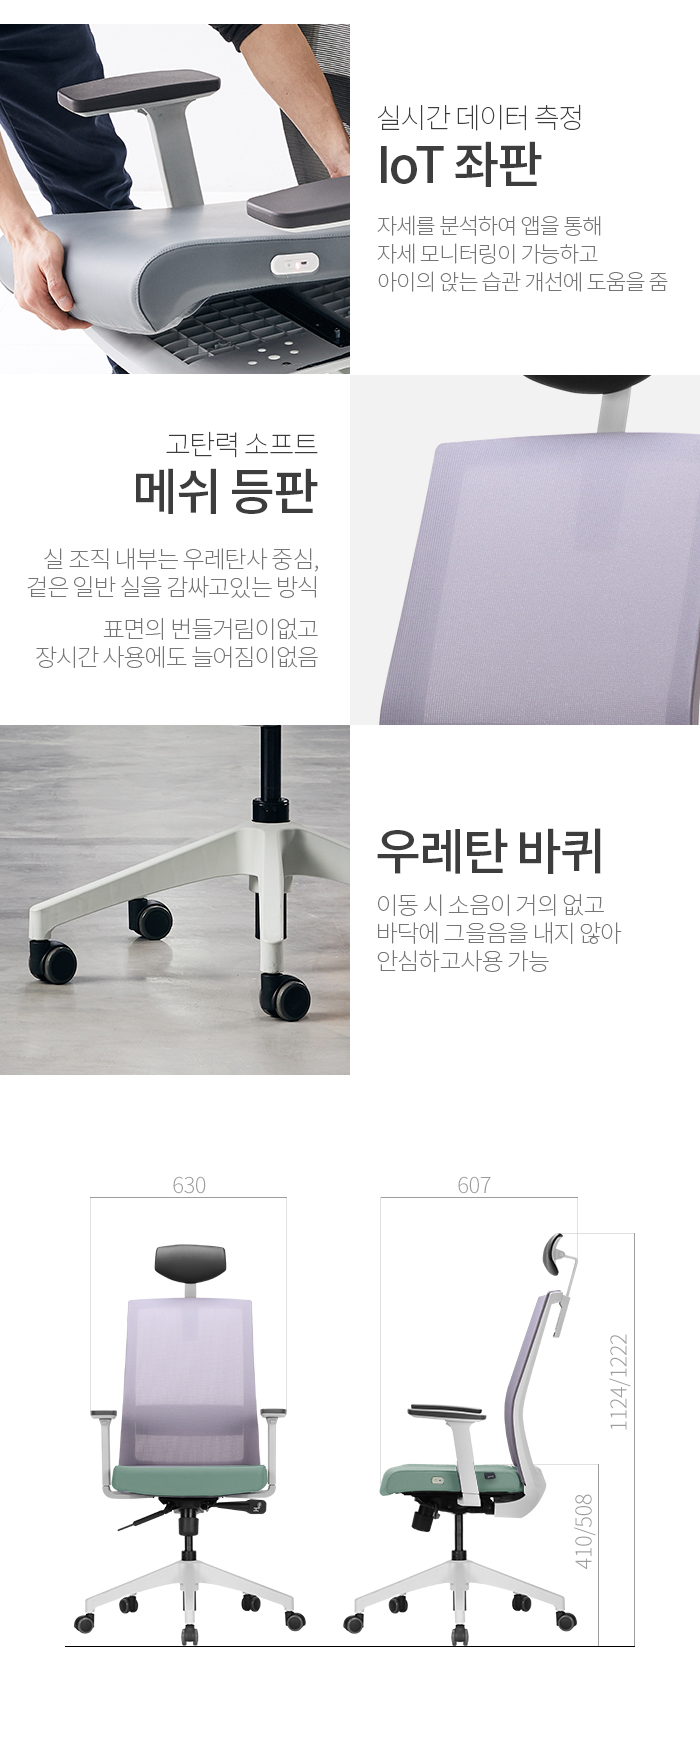 실시간 데이터 측정
IoT 좌판
자세를 분석하여 앱을 통해
자세 모니터링이 가능하고
아이의 앉는 습관 개선에 도움을 줌
고탄력 소프트
메쉬 등판
실 조직 내부는 우레탄사 중심,
겉은 일반 실을 감싸고있는 방식
표면의 번들거림이없고
장시간 사용에도 늘어짐이없음
우레탄 바퀴
이동 시 소음이 거의 없고
바닥에 그을음을 내지 않아
안심하고사용 가능
630
607
1124/1222
410/508